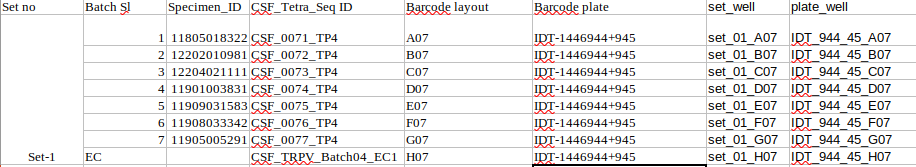 Set no Batch Sl Specimen_ID CSF_Tetra_Seq ID Barcode layout Barcode plate set_well plate_well
1 11805018322 CSF_0071_TP4 A07 IDT-1446944+945 set_01_A07 IDT_944_45_A07
2 12202010981 CSF_0072_TP4 B07 IDT-1446944+945 set_01_B07 IDT_944_45_B07
3 12204021111 CSF_0073_TP4 C07 IDT-1446944+945 set_01_C07 IDT_944_45_C07
4 11901003831 CSF_0074_TP4 D07 IDT-1446944+945 set_01_D07 IDT_944_45_D07
5 11909031583 CSF_0075_TP4 E07 IDT-1446944+945 set_01_E07 IDT_944_45_E07
6 11908033342 CSF_0076_TP4 F07 IDT-1446944+945 set_01_F07 IDT_944_45_F07
7 11905005291 CSF_0077_TP4 G07 IDT-1446944+945 set_01_G07 IDT_944_45_G07
Set-1 EC CSF_TRPV_Batch04_EC1 H07 IDT-1446944+945 set_01_H07 IDT_944_45_H07